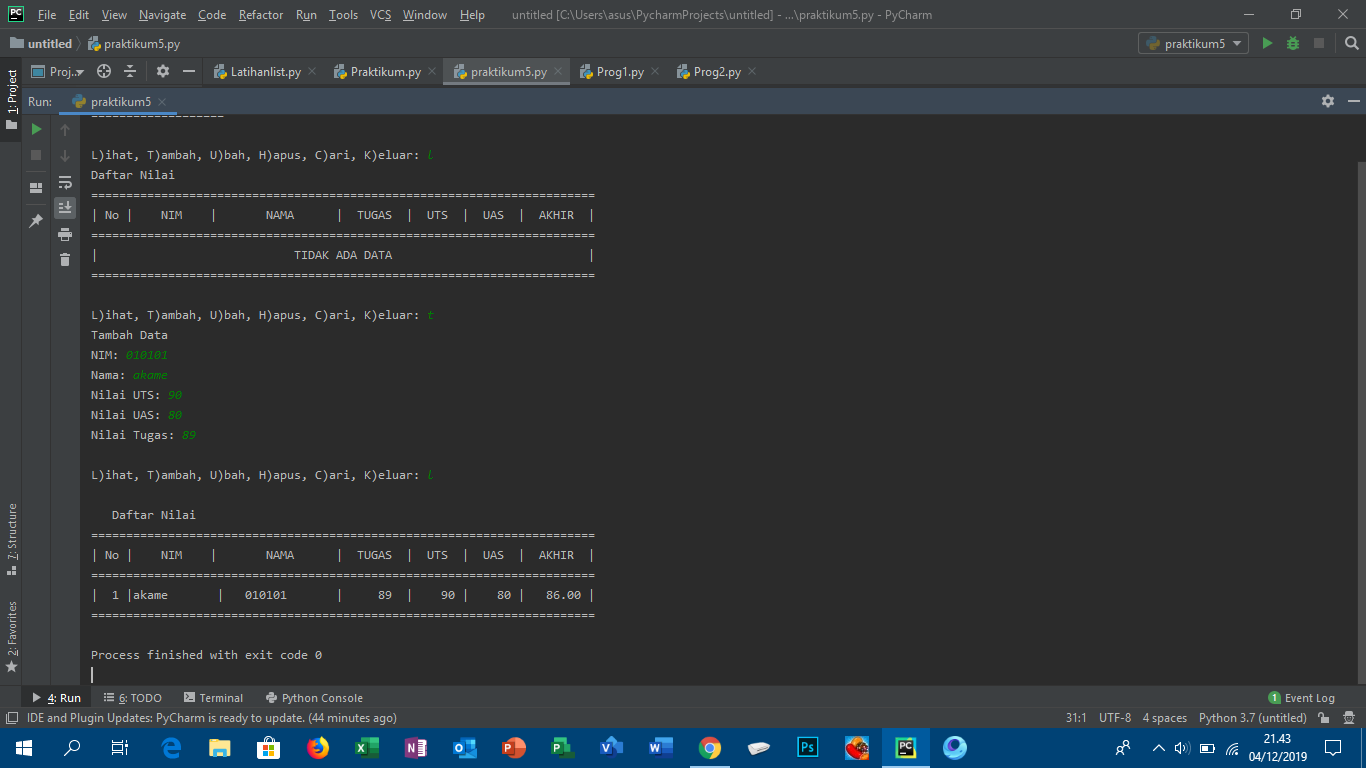 PC File Edit View Navigate Code Refactor Run Tools VCS Window Help untitled [C:\Users\asus\PycharmProjects\untitled] - ...\praktikum5.py - PyCharm
untitled praktikum5.py praktikum5
1: Project Proj.. Latihanlist.py Praktikum.py praktikum5.py Prog1.py Prog2.py
Run: praktikum5
===================
L)ihat, T)ambah, U)bah, H)apus, C)ari, K)eluar: l
Daftar Nilai
========================================================================
| No |    NIM    |       NAMA      |  TUGAS  |  UTS  |  UAS  |  AKHIR  |
========================================================================
|                            TIDAK ADA DATA                            |
========================================================================
L)ihat, T)ambah, U)bah, H)apus, C)ari, K)eluar: t
Tambah Data
NIM: 010101
Nama: akame
Nilai UTS: 90
Nilai UAS: 80
Nilai Tugas: 89
L)ihat, T)ambah, U)bah, H)apus, C)ari, K)eluar: l
Daftar Nilai
========================================================================
| No |    NIM    |       NAMA      |  TUGAS  |  UTS  |  UAS  |  AKHIR  |
========================================================================
|  1 |akame       |   010101       |     89  |    90 |    80 |   86.00 |
========================================================================
Process finished with exit code 0
7: Structure
2: Favorites
4: Run 6: TODO Terminal Python Console 1 Event Log
IDE and Plugin Updates: PyCharm is ready to update. (44 minutes ago) 31:1 UTF-8 4 spaces Python 3.7 (untitled)
Ps PC 21.43
04/12/2019